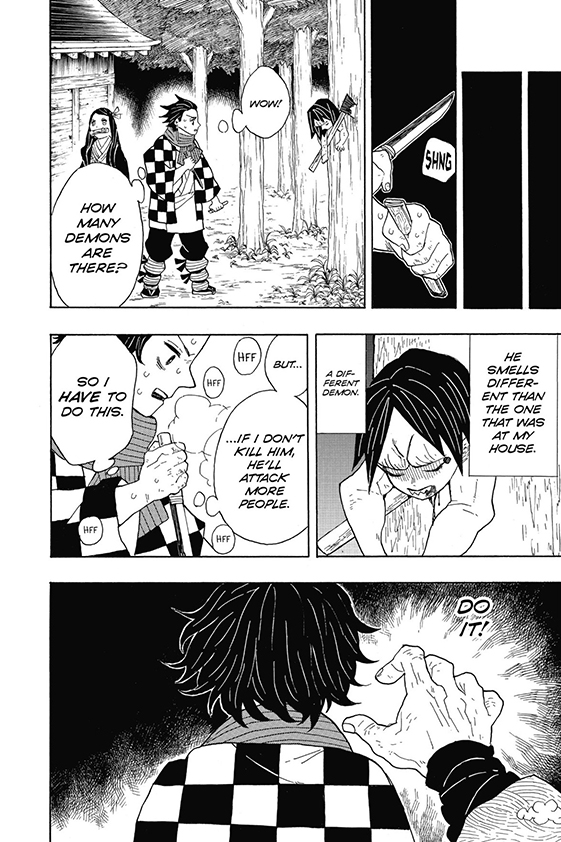 SHNG
WOW!
HOW
MANY
DEMONS
ARE
THERE?
HE
SMELLS
DIFFER-
ENT THAN
THE ONE
THAT WAS
AT MY
HOUSE.
A DIF-
FERENT
DEMON.
BUT...
HFF
HFF
...IF I DON'T
KILL HIM,
HE'LL
ATTACK
MORE
PEOPLE.
HFF
SO I
HAVE TO
DO THIS.
HFF
DO
IT!